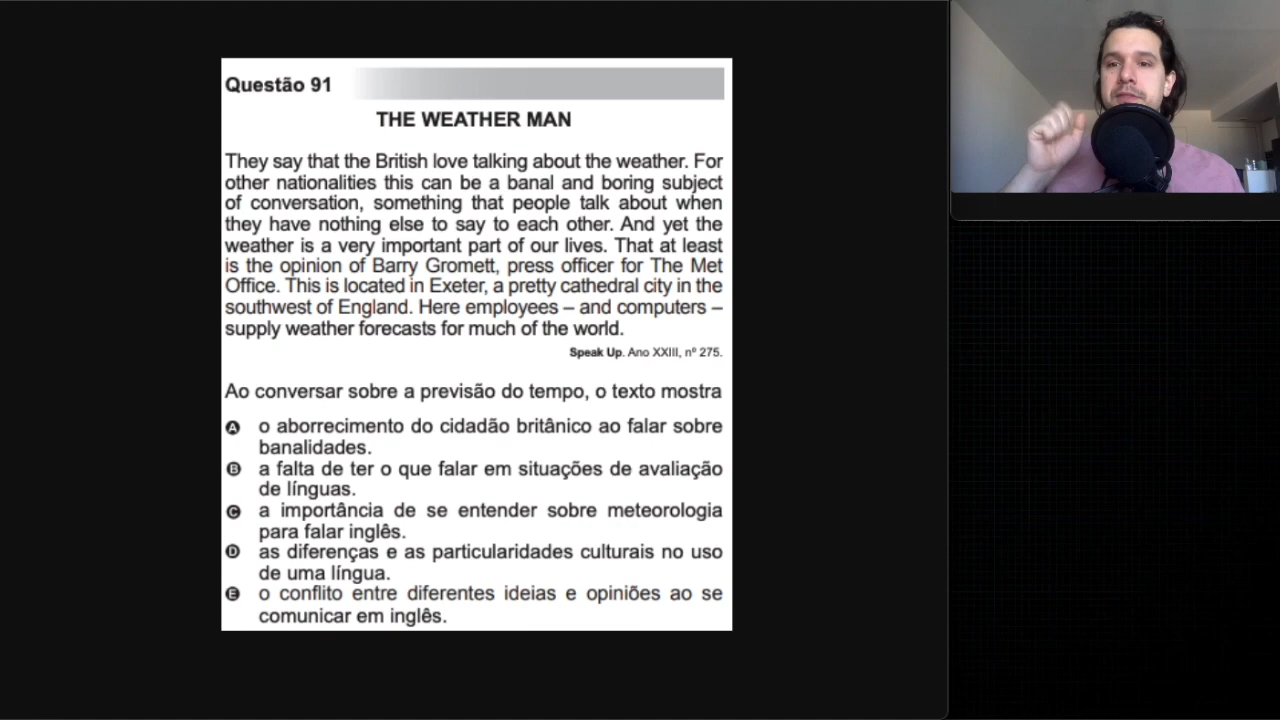 Questão 91
THE WEATHER MAN
They say that the British love talking about the weather. For
other nationalities this can be a banal and boring subject
of conversation, something that people talk about when
they have nothing else to say to each other. And yet the
weather is a very important part of our lives. That at least
is the opinion of Barry Gromett, press officer for The Met
Office. This is located in Exeter, a pretty cathedral city in the
southwest of England. Here employees – and computers –
supply weather forecasts for much of the world.
Speak Up. Ano XXIII, nº 275.
Ao conversar sobre a previsão do tempo, o texto mostra
A o aborrecimento do cidadão britânico ao falar sobre
banalidades.
B a falta de ter o que falar em situações de avaliação
de línguas.
C a importância de se entender sobre meteorologia
para falar inglês.
D as diferenças e as particularidades culturais no uso
de uma língua.
E o conflito entre diferentes ideias e opiniões ao se
comunicar em inglês.